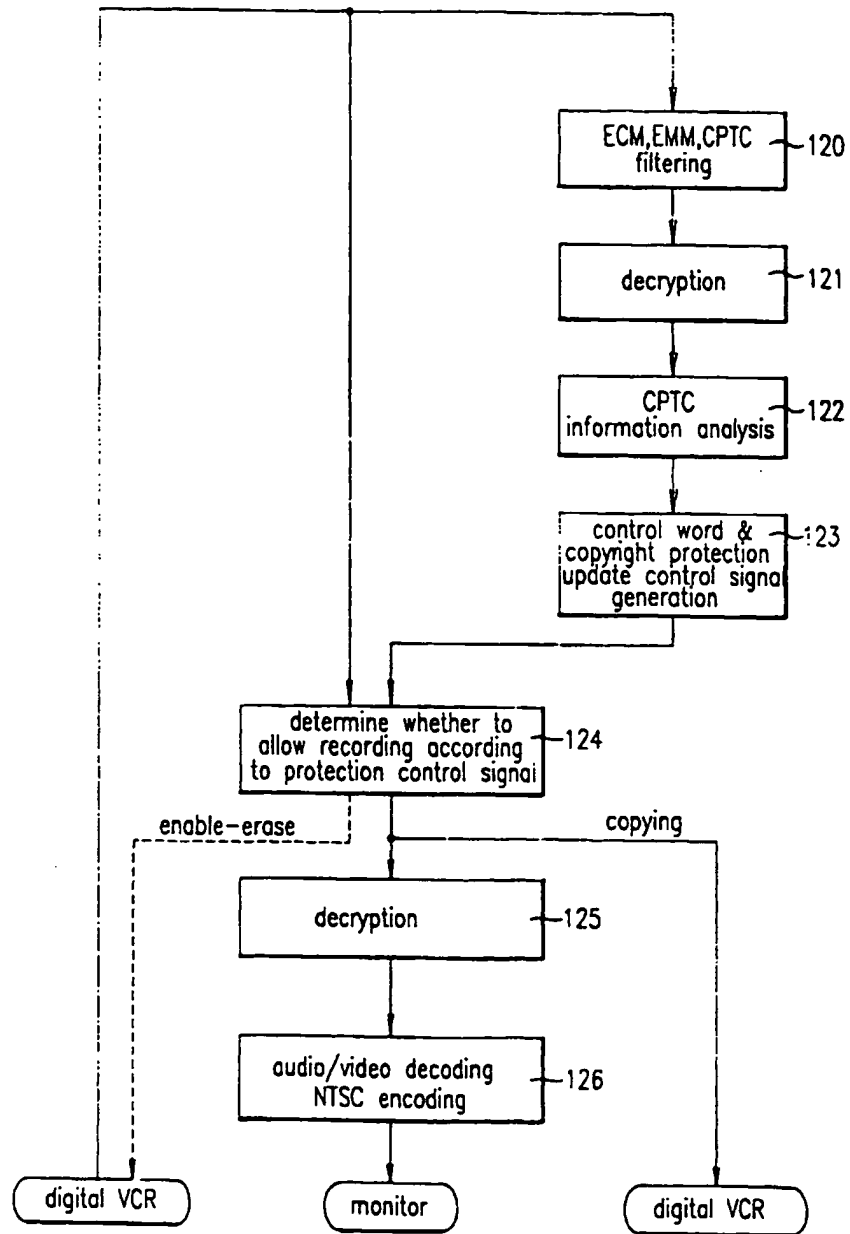 ECM,EMM,CPTC
filtering
120
decryption
121
CPTC
information analysis
122
control word &
copyright protection
update control signal
generation
123
determine whether to
allow recording according
to protection control signal
124
enable-erase
copying
decryption
125
audio/video decoding
NTSC encoding
126
digital VCR
monitor
digital VCR